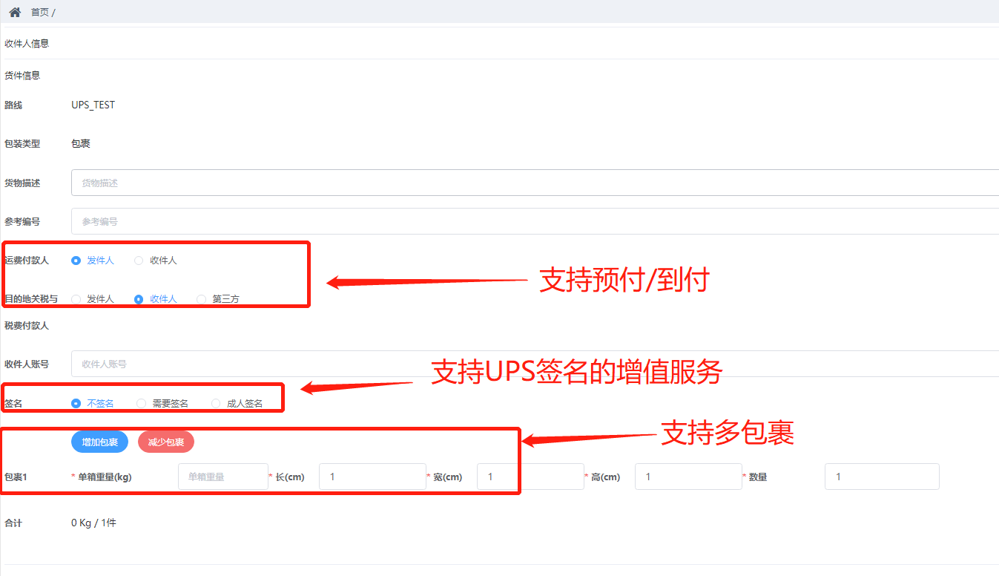 首页 /
收件人信息
货件信息
路线 UPS_TEST
包装类型 包裹
货物描述 货物描述
参考编号 参考编号
运费付款人 发件人 收件人
支持预付/到付
目的地关税与 发件人 收件人 第三方
税费付款人
收件人账号 收件人账号
支持UPS签名的增值服务
签名 不签名 需要签名 成人签名
支持多包裹
增加包裹 减少包裹
包裹1 * 单箱重量(kg) 单箱重量 * 长(cm) 1 * 宽(cm) 1 * 高(cm) 1 * 数量 1
合计 0 Kg / 1件